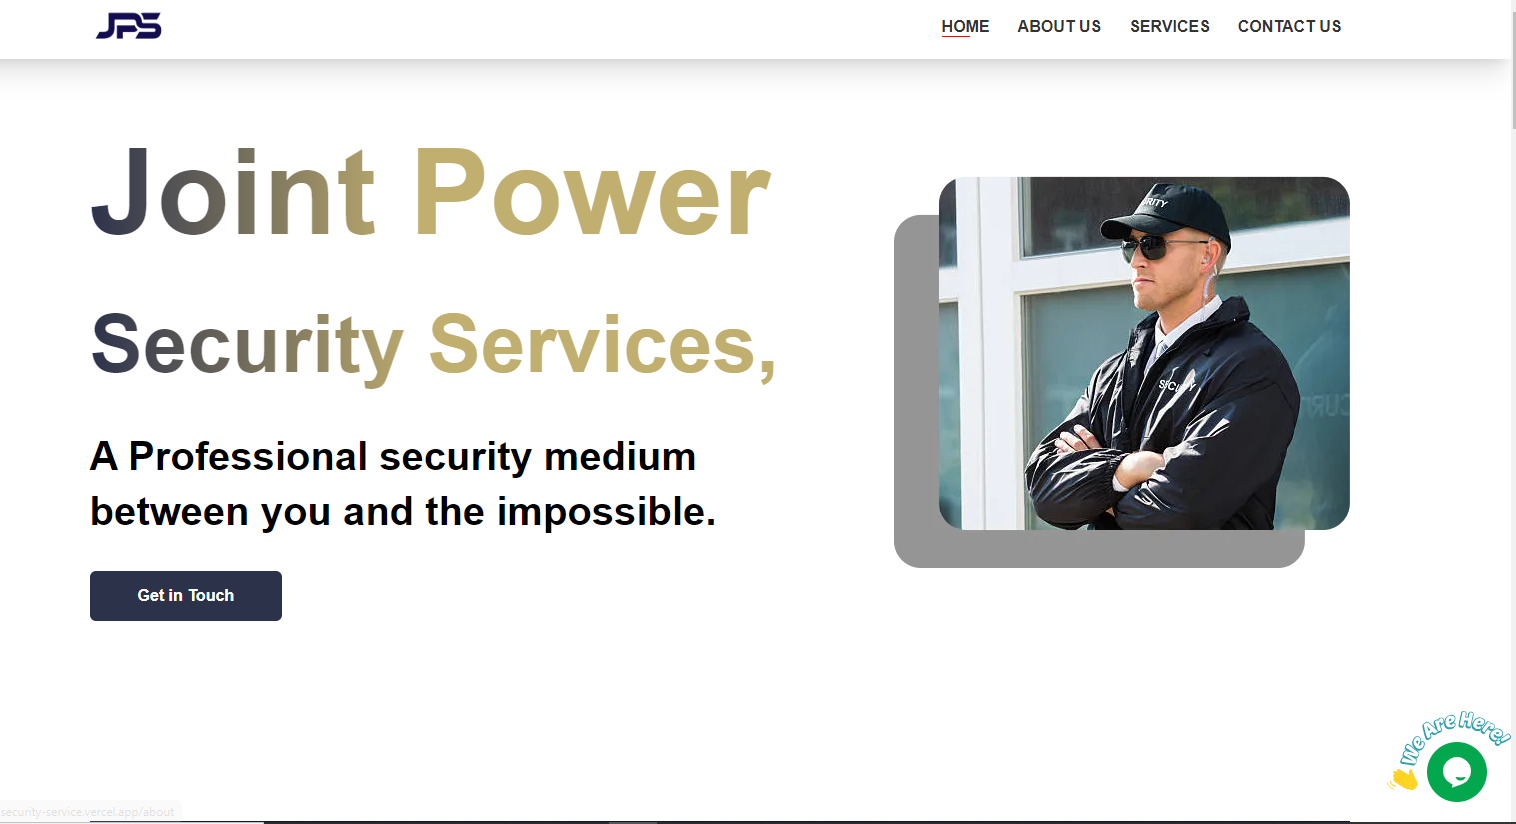 JPS
HOME ABOUT US SERVICES CONTACT US
Joint Power
Security Services,
A Professional security medium
between you and the impossible.
Get in Touch
SECURITY
We Are Here!
security-service.vercel.app/about